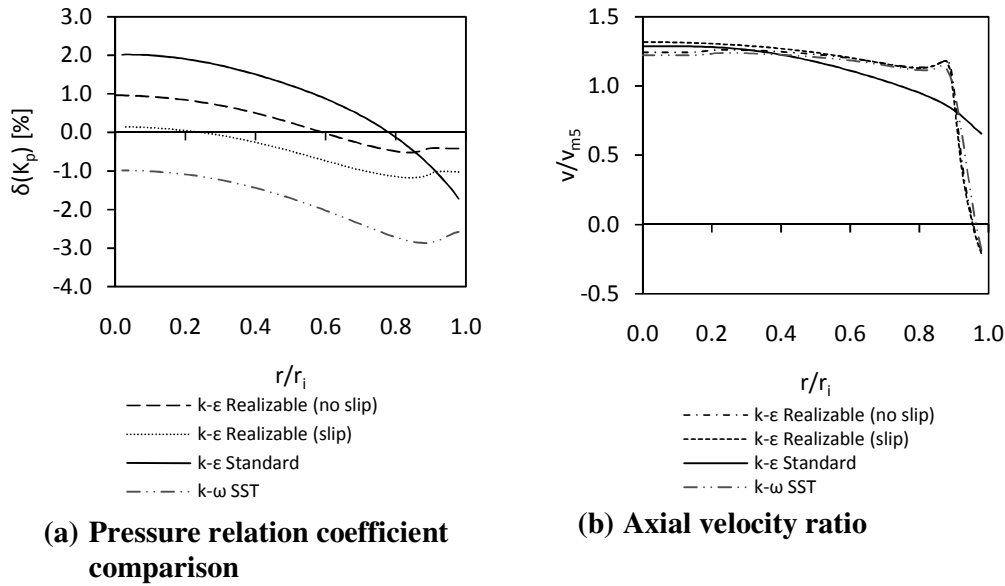 3.0
2.0
1.0
0.0
-1.0
-2.0
-3.0
-4.0
δ(Kp) [%]
0.0 0.2 0.4 0.6 0.8 1.0
r/ri
k-ε Realizable (no slip)
k-ε Realizable (slip)
k-ε Standard
k-ω SST
(a) Pressure relation coefficient
comparison
1.5
1.0
0.5
0.0
-0.5
v/vm5
0.0 0.2 0.4 0.6 0.8 1.0
r/ri
k-ε Realizable (no slip)
k-ε Realizable (slip)
k-ε Standard
k-ω SST
(b) Axial velocity ratio